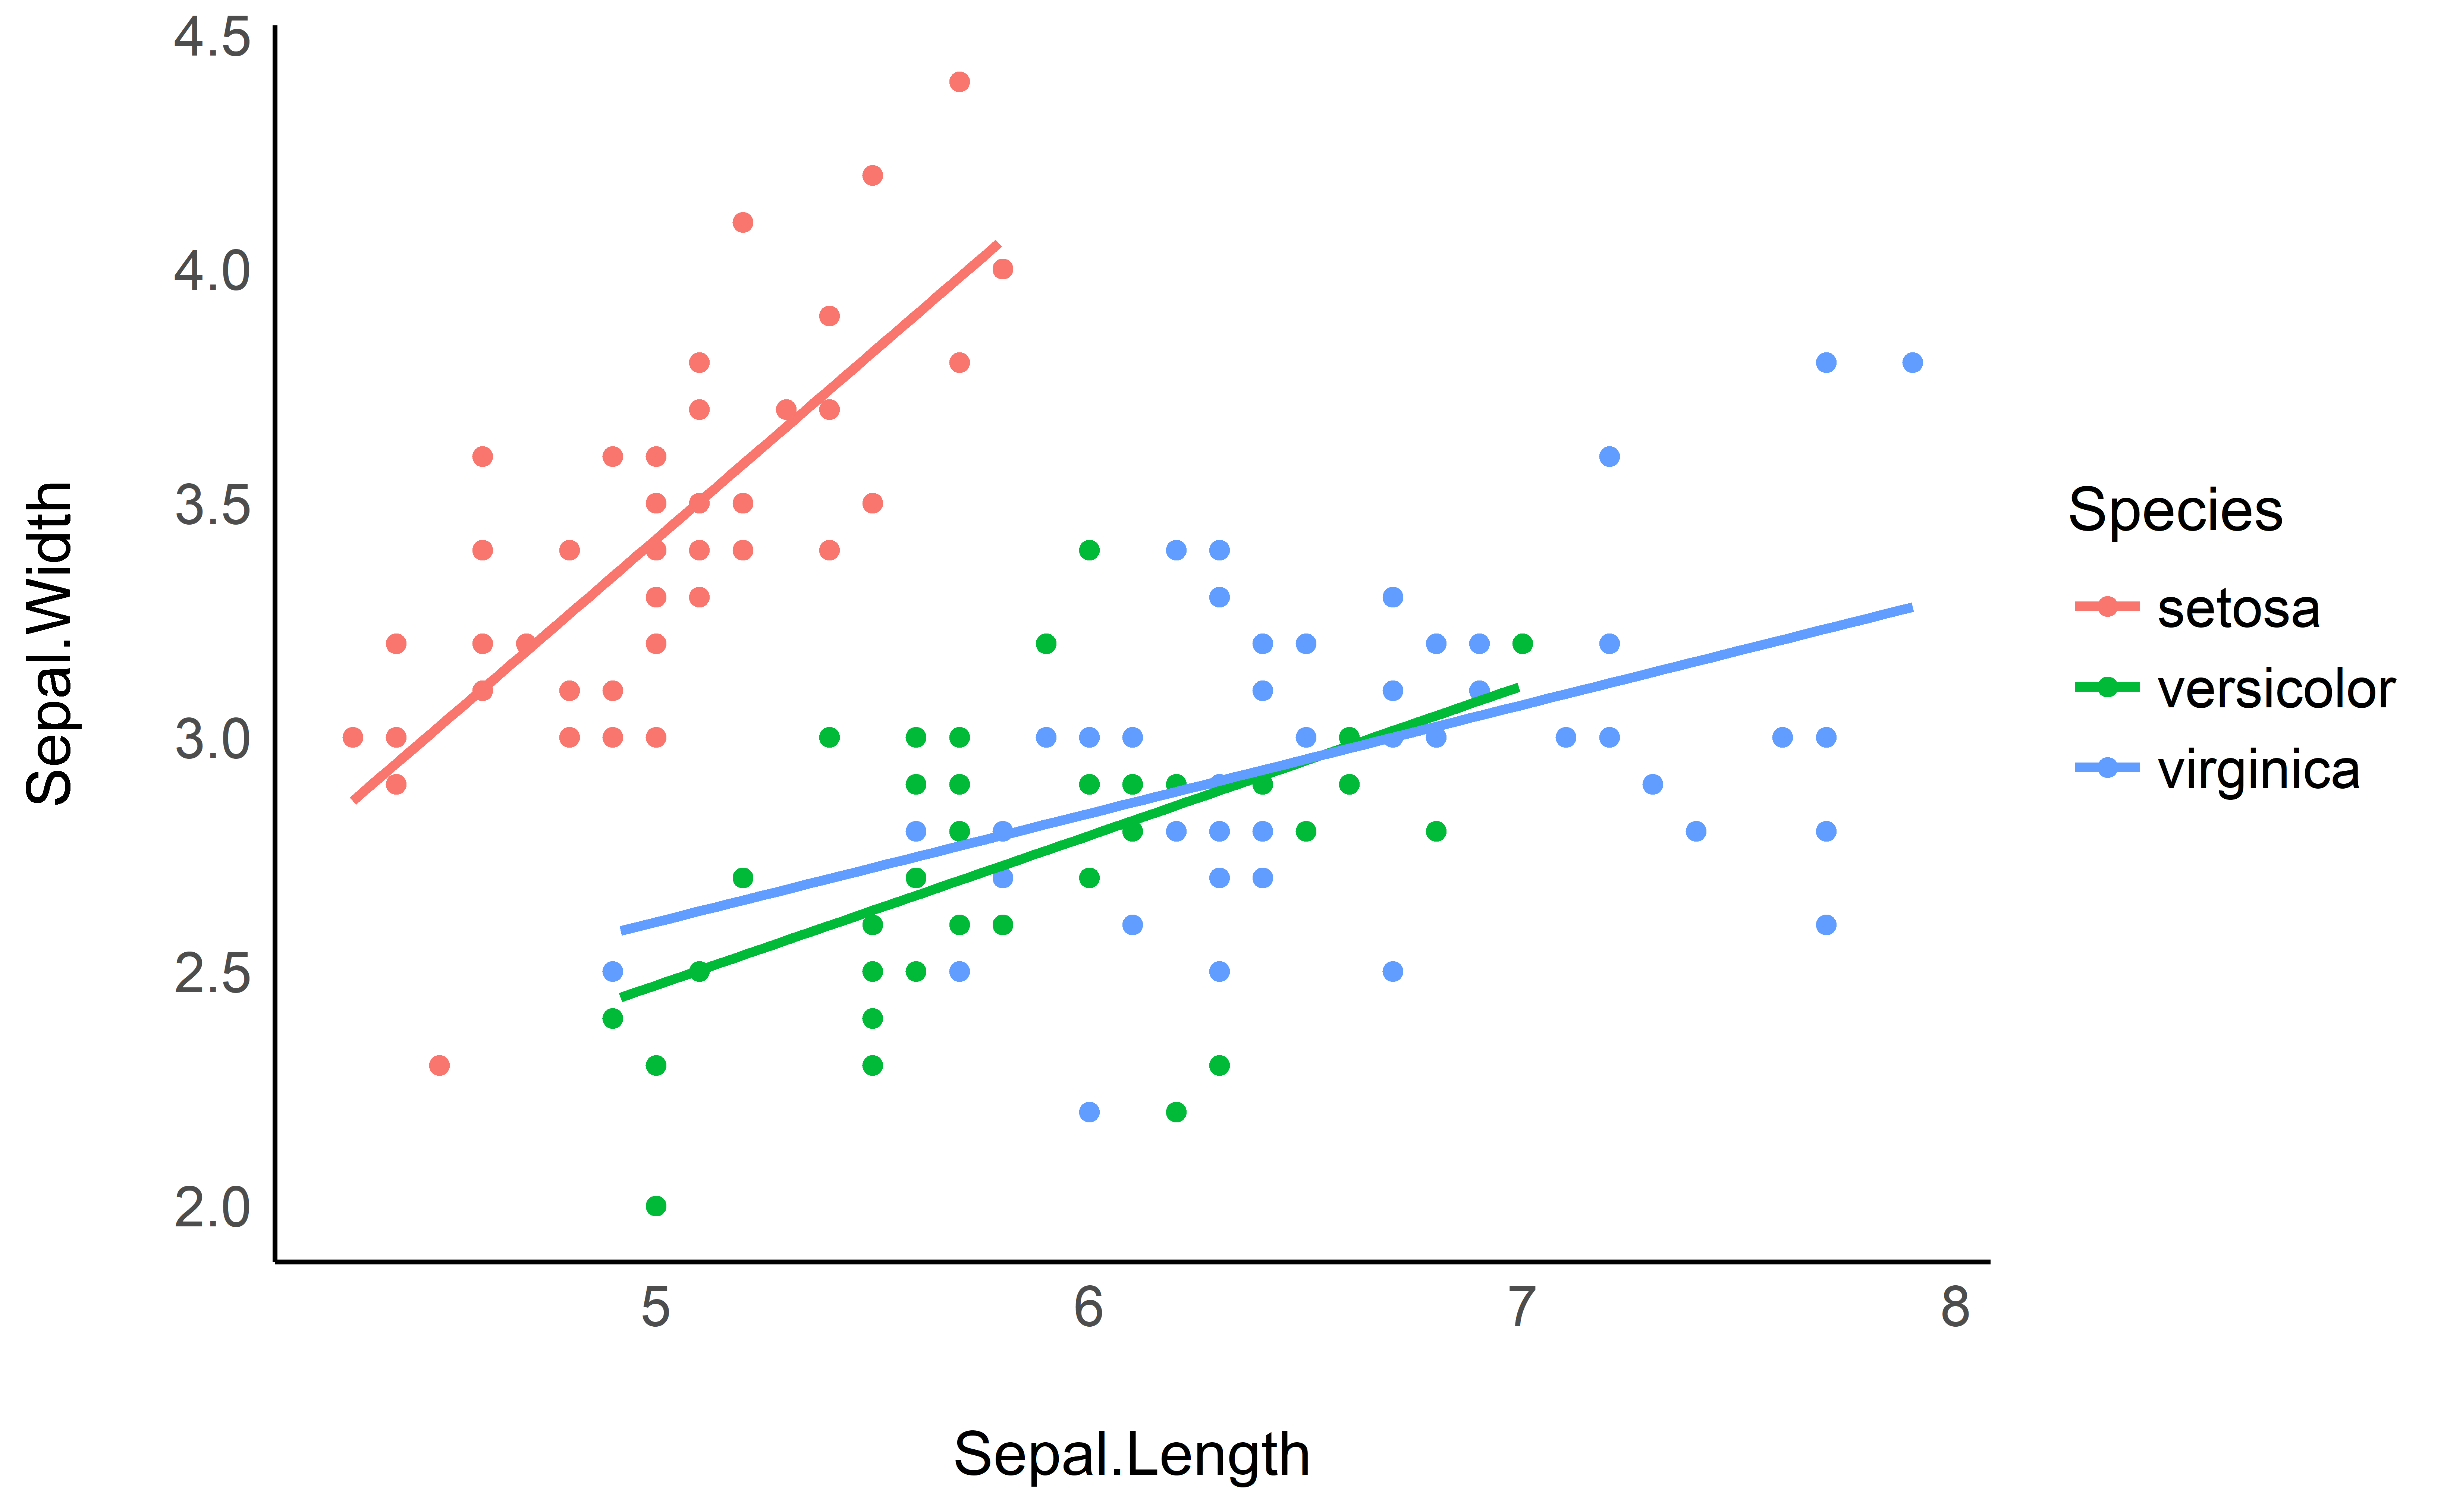 4.5
4.0
3.5
3.0
2.5
2.0
Sepal.Width
5 6 7 8
Sepal.Length
Species
setosa
versicolor
virginica